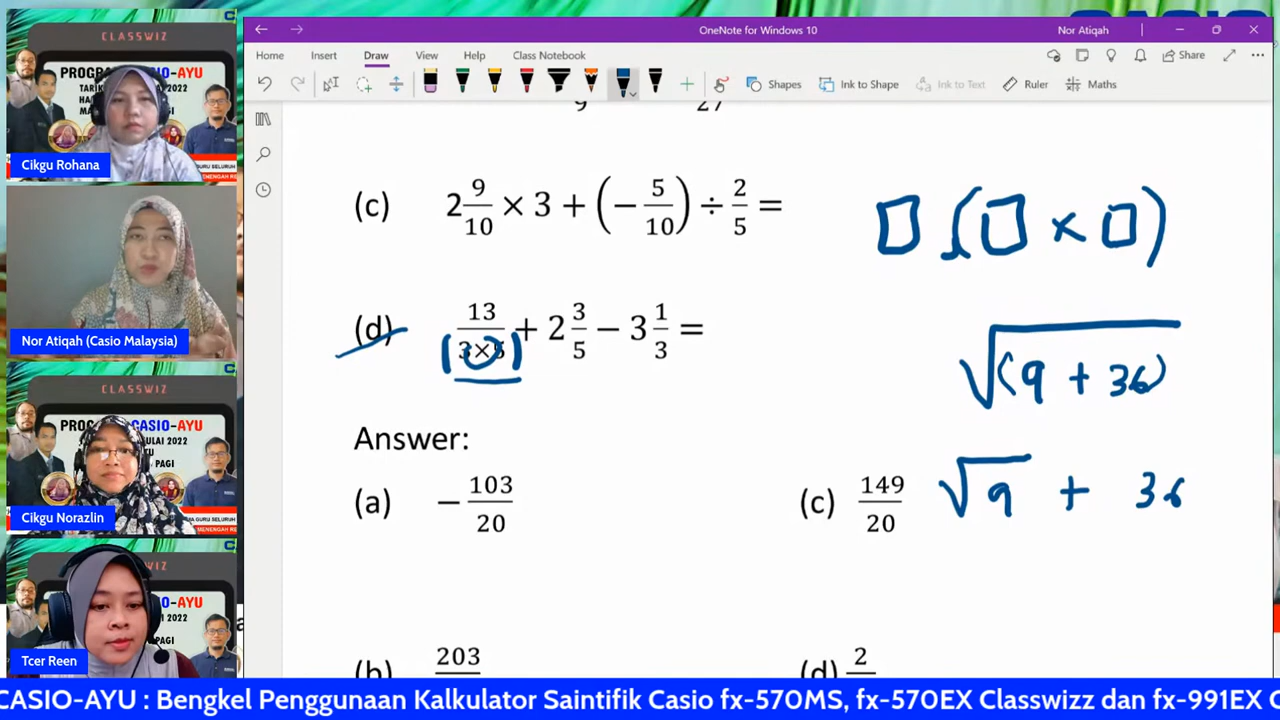 CLASSWIZ
Cikgu Rohana
Nor Atiqah (Casio Malaysia)
CLASSWIZ
PAGI
Cikgu Norazlin
Tcer Reen
OneNote for Windows 10
Nor Atiqah
Home Insert Draw View Help Class Notebook
Share
Shapes Ink to Shape Ink to Text Ruler Maths
9 27
(c) 2 9/10 × 3 + (− 5/10) ÷ 2/5 =
□ (□ × □)
(d) 13/(3×5) + 2 3/5 − 3 1/3 =
√(9 + 36)
Answer:
(a) − 103/20
(c) 149/20
√9 + 36
(b) 203
(d) 2
CASIO-AYU : Bengkel Penggunaan Kalkulator Saintifik Casio fx-570MS, fx-570EX Classwizz dan fx-991EX C